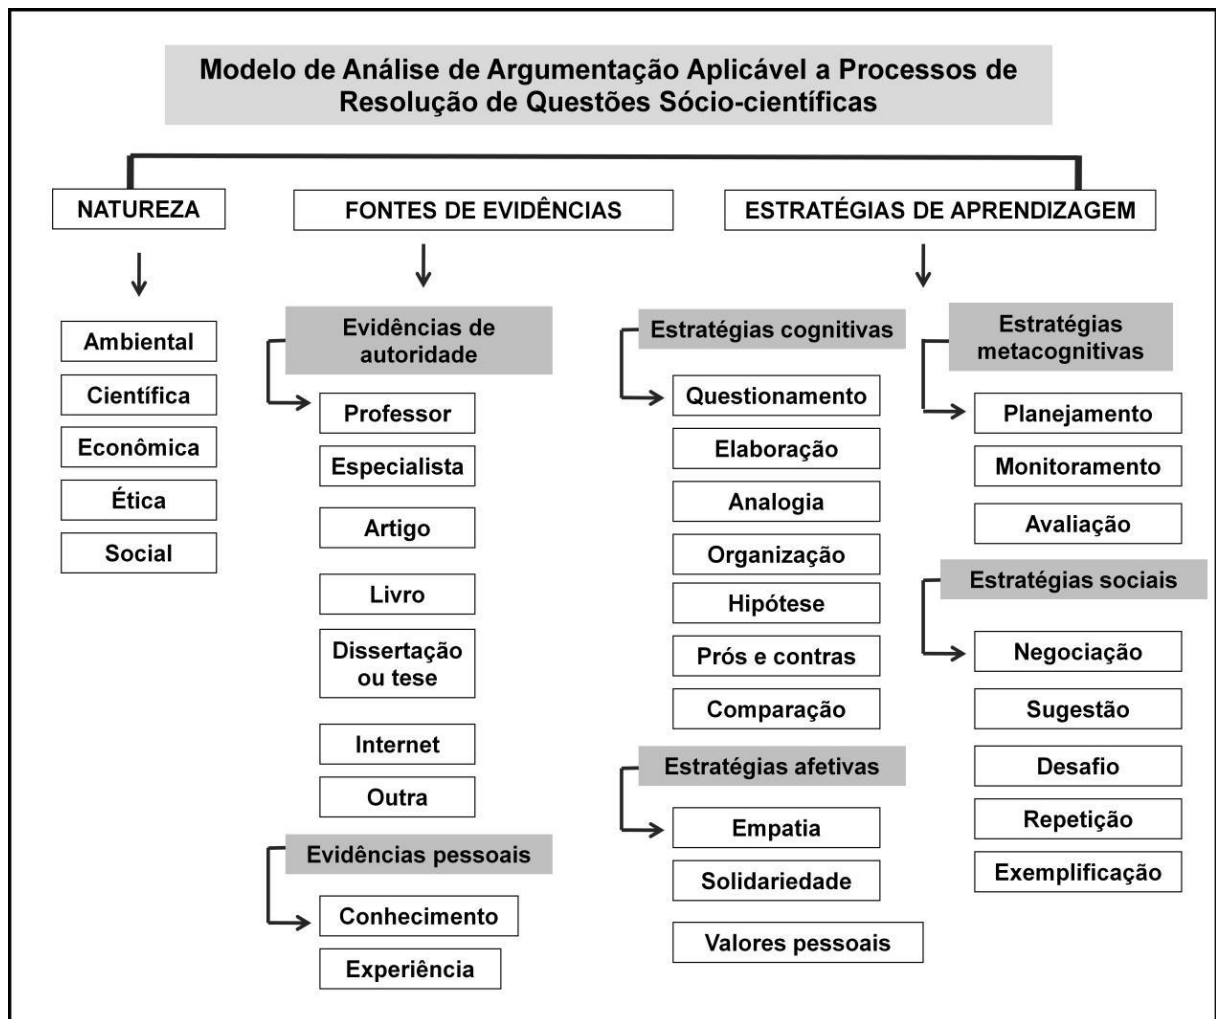 Modelo de Análise de Argumentação Aplicável a Processos de
Resolução de Questões Sócio-científicas
NATUREZA
FONTES DE EVIDÊNCIAS
ESTRATÉGIAS DE APRENDIZAGEM
Ambiental
Científica
Econômica
Ética
Social
Evidências de
autoridade
Professor
Especialista
Artigo
Livro
Dissertação
ou tese
Internet
Outra
Evidências pessoais
Conhecimento
Experiência
Estratégias cognitivas
Questionamento
Elaboração
Analogia
Organização
Hipótese
Prós e contras
Comparação
Estratégias afetivas
Empatia
Solidariedade
Valores pessoais
Estratégias
metacognitivas
Planejamento
Monitoramento
Avaliação
Estratégias sociais
Negociação
Sugestão
Desafio
Repetição
Exemplificação